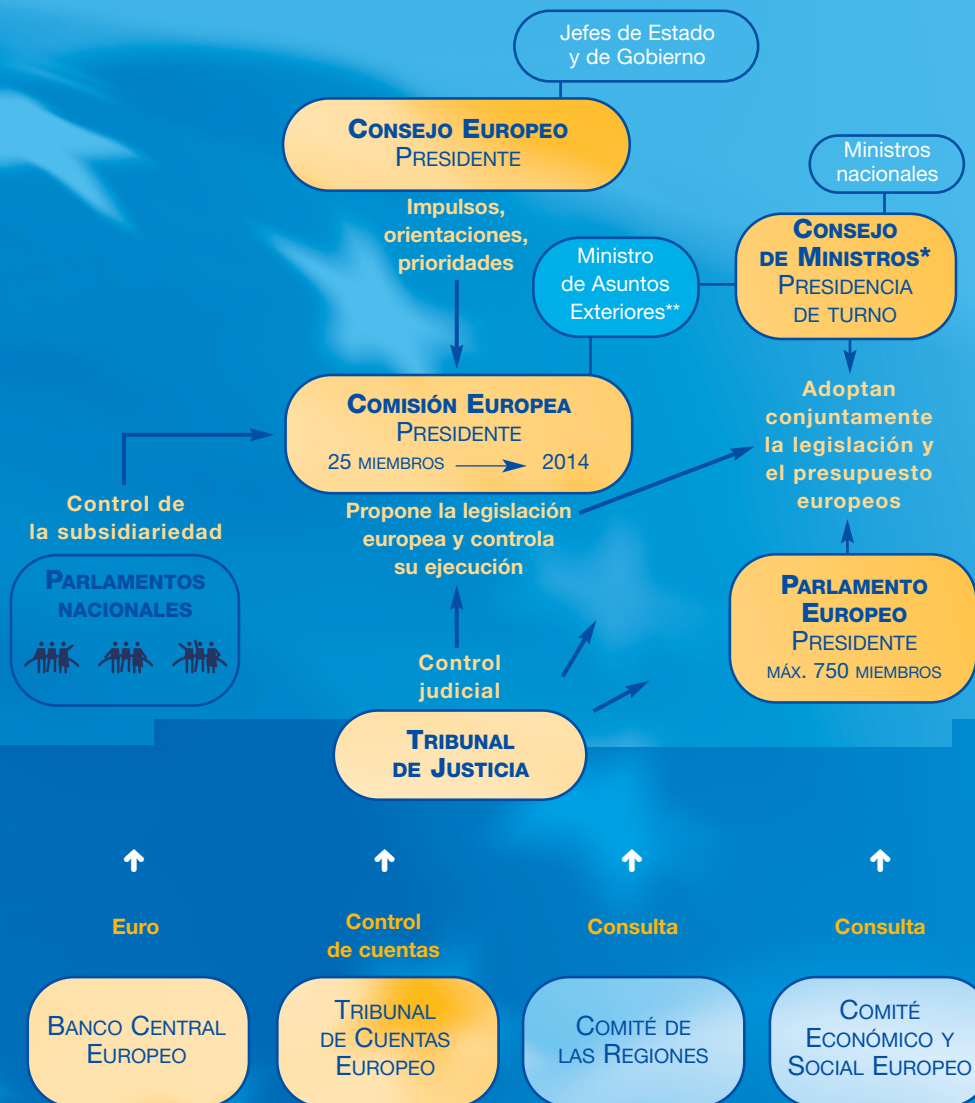 Jefes de Estado
y de Gobierno
CONSEJO EUROPEO
PRESIDENTE
Impulsos,
orientaciones,
prioridades
Ministros
nacionales
CONSEJO
DE MINISTROS*
PRESIDENCIA
DE TURNO
Ministro
de Asuntos
Exteriores**
COMISIÓN EUROPEA
PRESIDENTE
25 MIEMBROS 2014
Adoptan
conjuntamente
la legislación y
el presupuesto
europeos
Control de
la subsidiariedad
Propone la legislación
europea y controla
su ejecución
PARLAMENTOS
NACIONALES
PARLAMENTO
EUROPEO
PRESIDENTE
MÁX. 750 MIEMBROS
Control
judicial
TRIBUNAL
DE JUSTICIA
Euro
Control
de cuentas
Consulta
Consulta
BANCO CENTRAL
EUROPEO
TRIBUNAL
DE CUENTAS
EUROPEO
COMITÉ DE
LAS REGIONES
COMITÉ
ECONÓMICO Y
SOCIAL EUROPEO